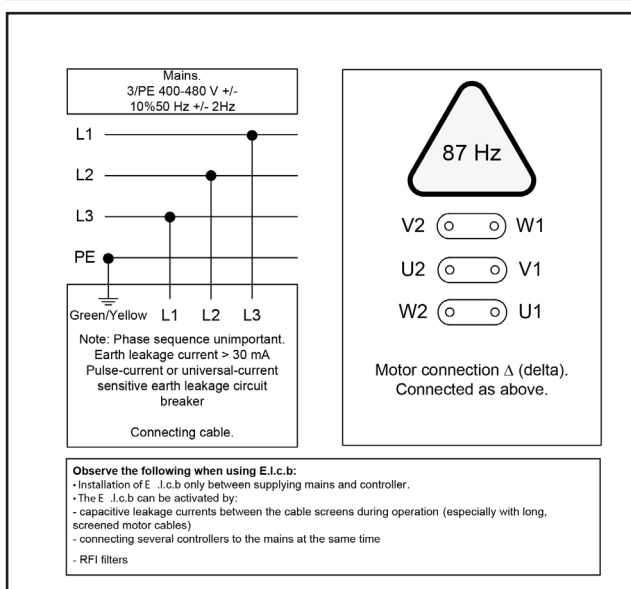 Mains.
3/PE 400-480 V +/-
10%50 Hz +/- 2Hz
L1
L2
L3
PE
Green/Yellow L1 L2 L3
Note: Phase sequence unimportant.
Earth leakage current > 30 mA
Pulse-current or universal-current
sensitive earth leakage circuit
breaker
Connecting cable.
87 Hz
V2 W1
U2 V1
W2 U1
Motor connection Δ (delta).
Connected as above.
Observe the following when using E.l.c.b:
• Installation of E .l.c.b only between supplying mains and controller.
• The E .l.c.b can be activated by:
- capacitive leakage currents between the cable screens during operation (especially with long,
screened motor cables)
- connecting several controllers to the mains at the same time
- RFI filters